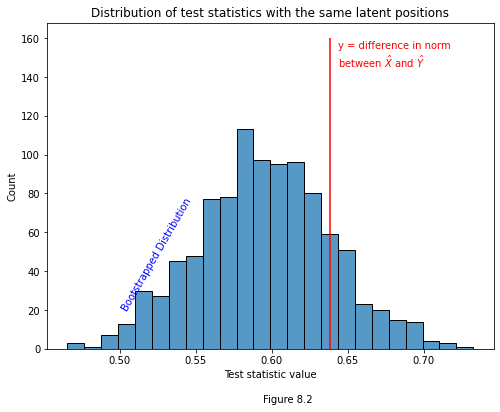 Distribution of test statistics with the same latent positions
160
140
120
100
80
60
40
20
0
Count
y = difference in norm
between X̂ and Ŷ
Bootstrapped Distribution
0.50 0.55 0.60 0.65 0.70
Test statistic value
Figure 8.2